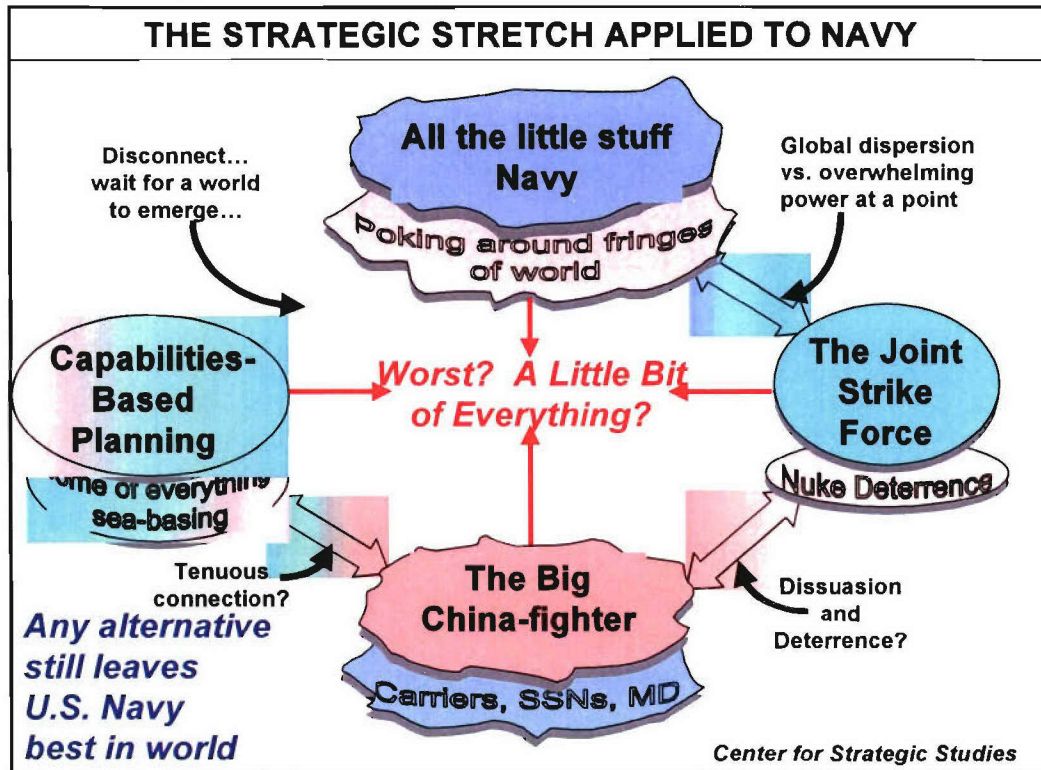 THE STRATEGIC STRETCH APPLIED TO NAVY
Disconnect…
wait for a world
to emerge…
All the little stuff
Navy
Poking around fringes
of world
Global dispersion
vs. overwhelming
power at a point
Capabilities-
Based
Planning
of everything
sea-basing
Worst? A Little Bit
of Everything?
The Joint
Strike
Force
Nuke Deterrence
Tenuous
connection?
The Big
China-fighter
Carriers, SSNs, MD
Dissuasion
and
Deterrence?
Any alternative
still leaves
U.S. Navy
best in world
Center for Strategic Studies